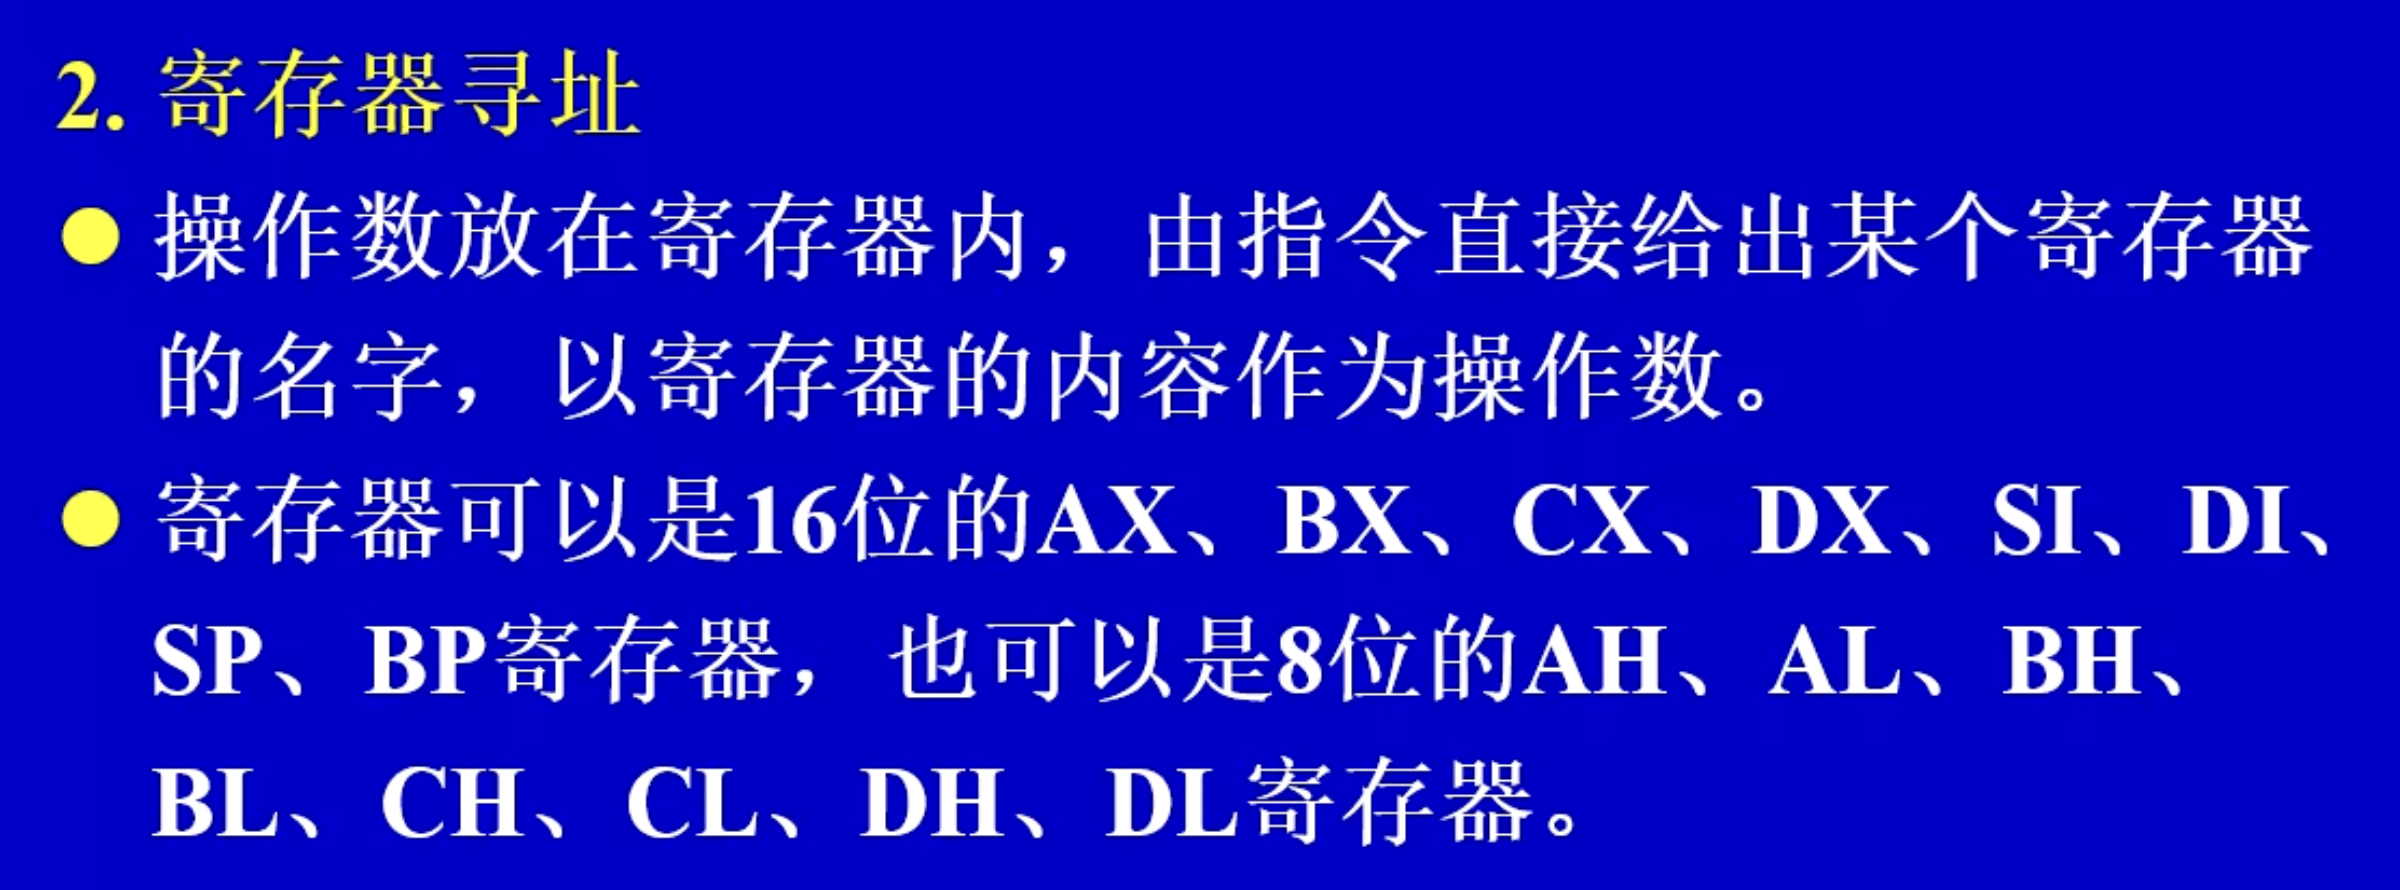 2. 寄存器寻址
● 操作数放在寄存器内，由指令直接给出某个寄存器
的名字，以寄存器的内容作为操作数。
● 寄存器可以是16位的AX、BX、CX、DX、SI、DI、
SP、BP寄存器，也可以是8位的AH、AL、BH、
BL、CH、CL、DH、DL寄存器。